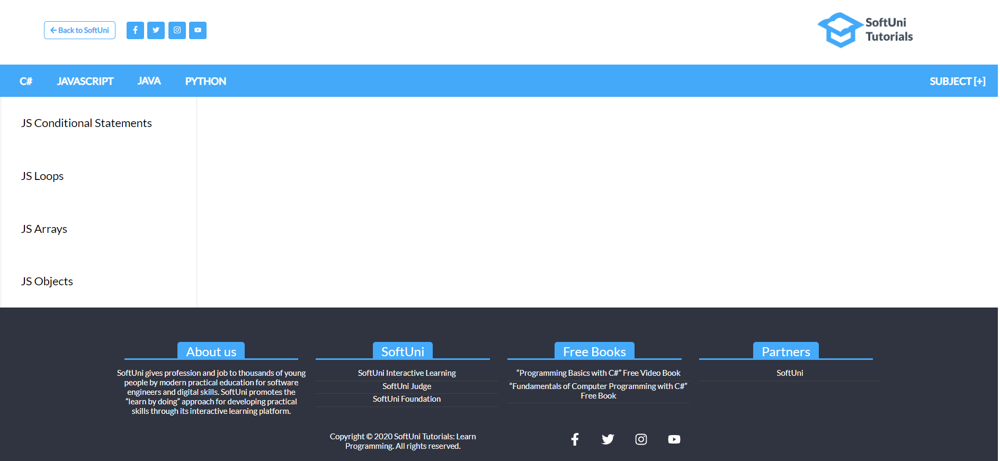 Back to SoftUni
SoftUni
Tutorials
C# JAVASCRIPT JAVA PYTHON SUBJECT [+]
JS Conditional Statements
JS Loops
JS Arrays
JS Objects
About us
SoftUni gives profession and job to thousands of young
people by modern practical education for software
engineers and digital skills. SoftUni promotes the
“learn by doing” approach for developing practical
skills through its interactive learning platform.
SoftUni
SoftUni Interactive Learning
SoftUni Judge
SoftUni Foundation
Free Books
“Programming Basics with C#” Free Video Book
“Fundamentals of Computer Programming with C#”
Free Book
Partners
SoftUni
Copyright © 2020 SoftUni Tutorials: Learn
Programming. All rights reserved.